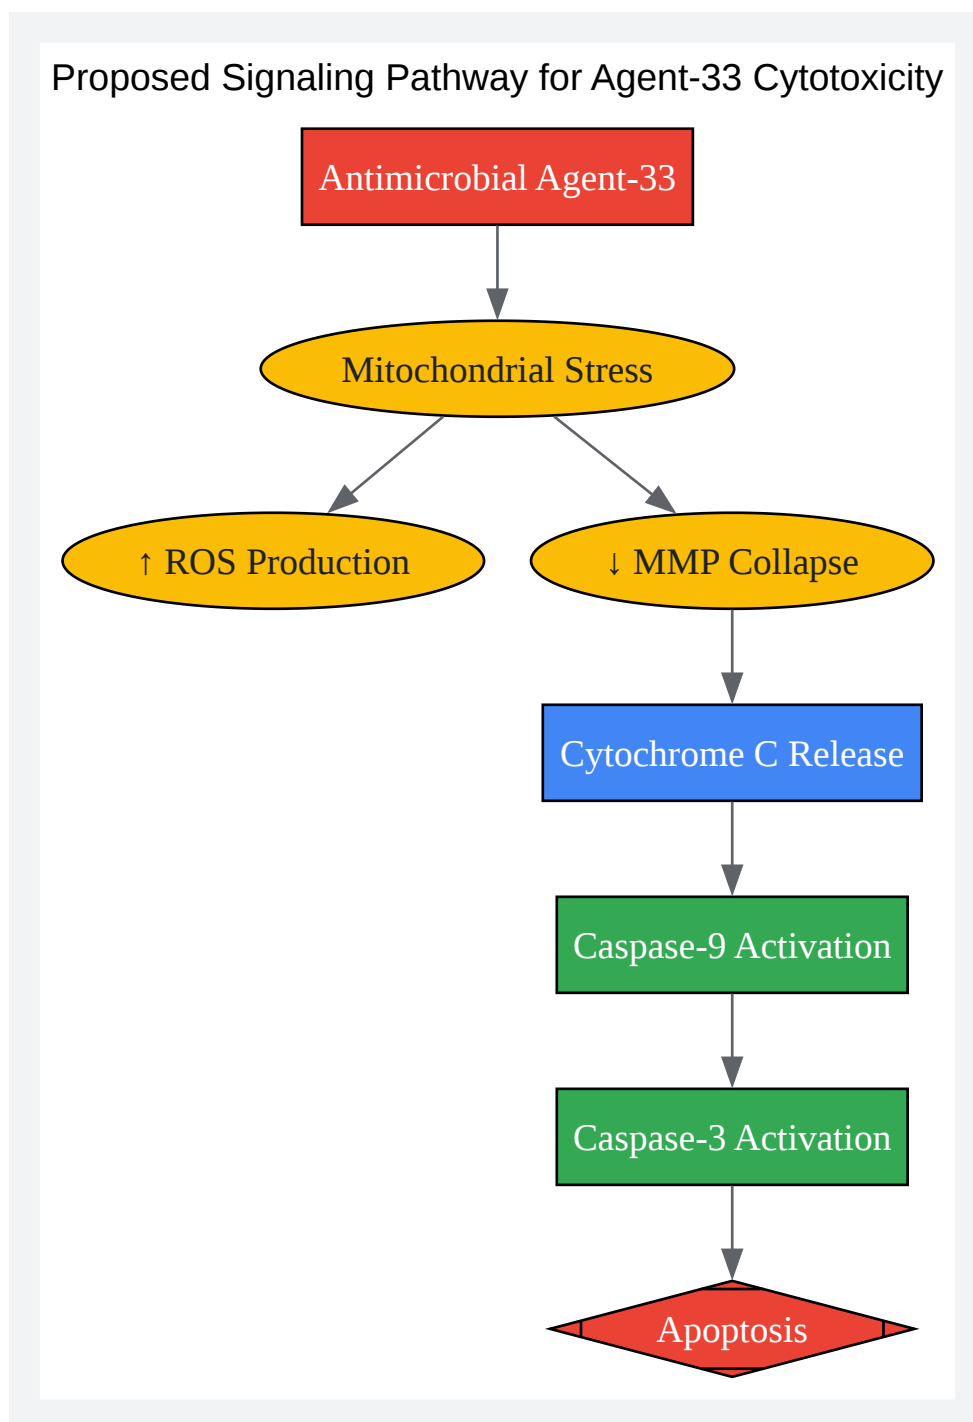 Proposed Signaling Pathway for Agent-33 Cytotoxicity
Antimicrobial Agent-33
Mitochondrial Stress
↑ ROS Production
↓ MMP Collapse
Cytochrome C Release
Caspase-9 Activation
Caspase-3 Activation
Apoptosis